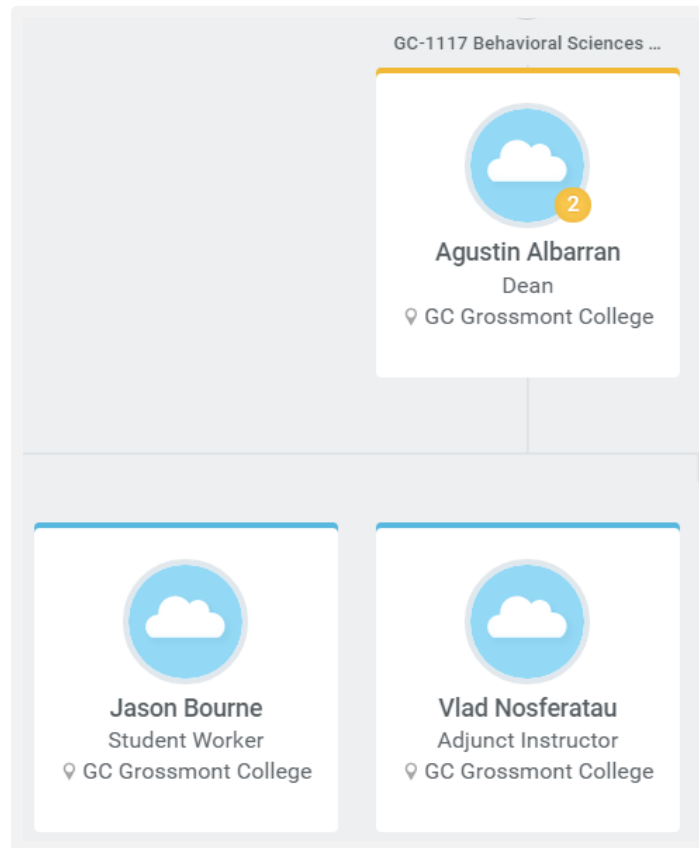 GC-1117 Behavioral Sciences ...
2
Agustin Albarran
Dean
GC Grossmont College
Jason Bourne
Student Worker
GC Grossmont College
Vlad Nosferatau
Adjunct Instructor
GC Grossmont College